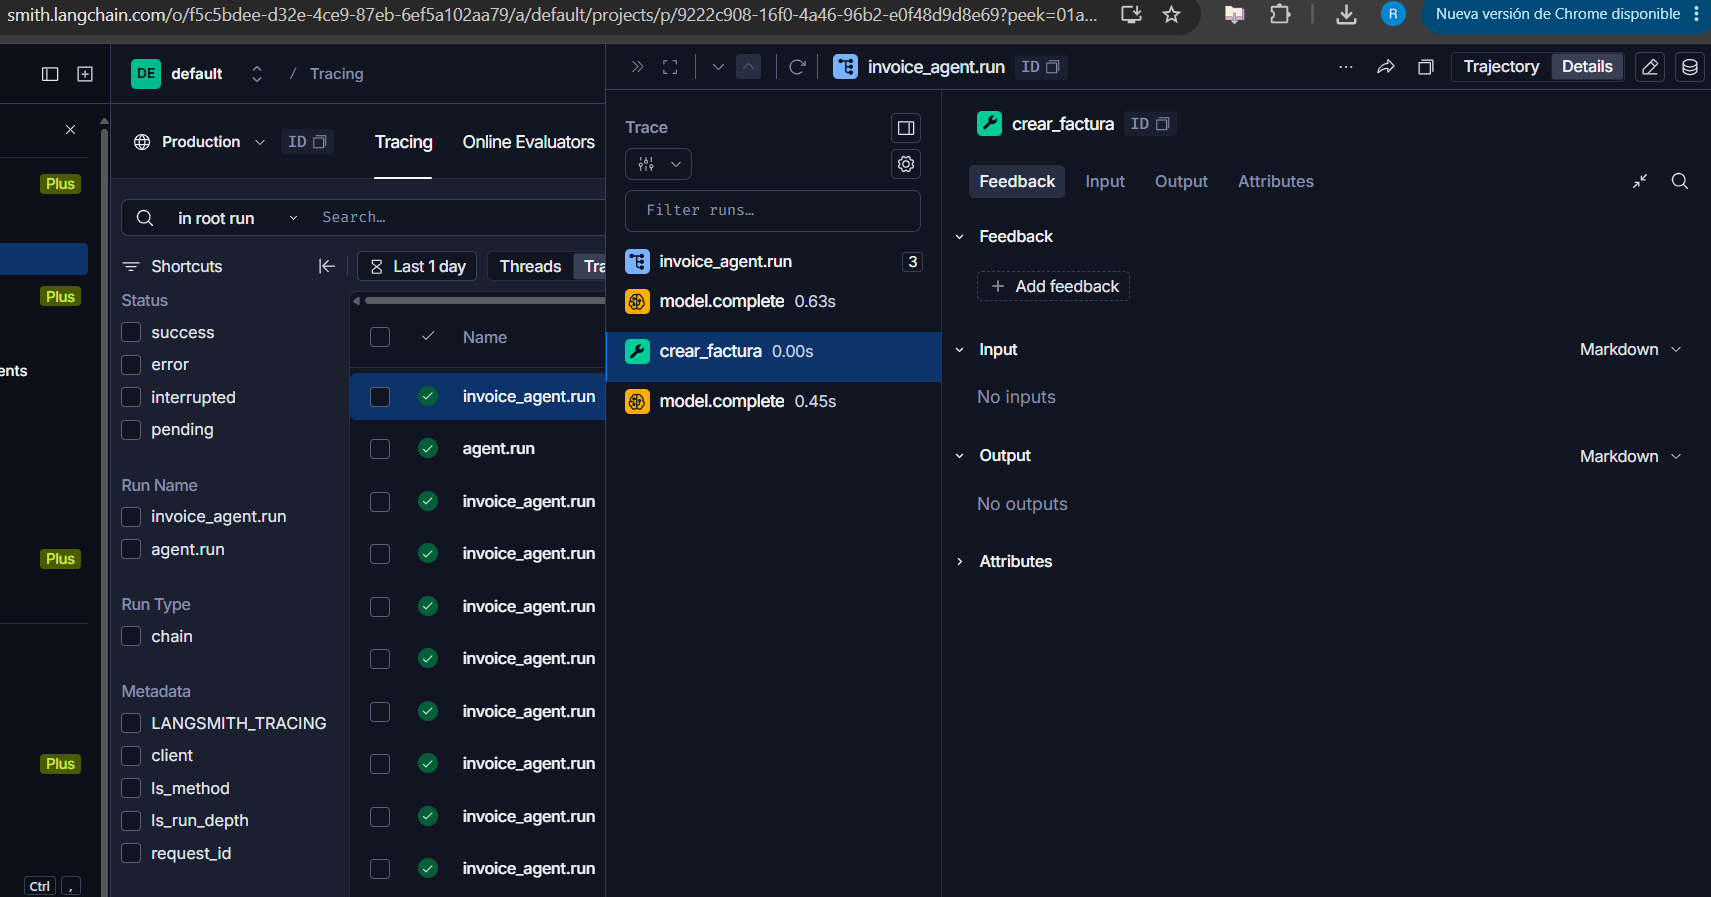 smith.langchain.com/o/f5c5bdee-d32e-4ce9-87eb-6ef5a102aa79/a/default/projects/p/9222c908-16f0-4a46-96b2-e0f48d9d8e69?peek=01a...
R
Nueva versión de Chrome disponible
DE default / Tracing
Plus
Plus
ents
Plus
Plus
Ctrl ,
Production ID
Tracing
Online Evaluators
in root run Search…
Shortcuts
Last 1 day
Threads
Tra
Status
success
error
interrupted
pending
Run Name
invoice_agent.run
agent.run
Run Type
chain
Metadata
LANGSMITH_TRACING
client
ls_method
ls_run_depth
request_id
Name
invoice_agent.run
agent.run
invoice_agent.run
invoice_agent.run
invoice_agent.run
invoice_agent.run
invoice_agent.run
invoice_agent.run
invoice_agent.run
invoice_agent.run
invoice_agent.run ID
Trajectory
Details
Trace
Filter runs…
invoice_agent.run 3
model.complete 0.63s
crear_factura 0.00s
model.complete 0.45s
crear_factura ID
Feedback Input Output Attributes
Feedback
+ Add feedback
Input Markdown
No inputs
Output Markdown
No outputs
Attributes